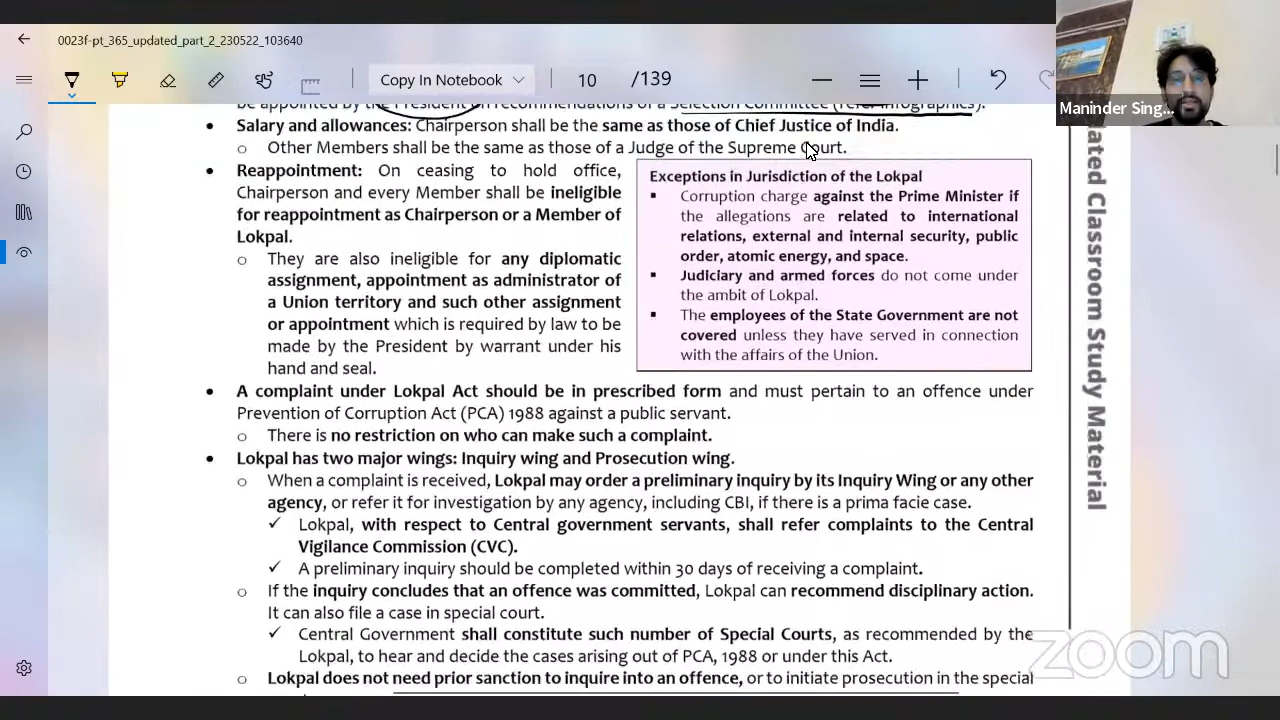 0023f-pt_365_updated_part_2_230522_103640
Copy In Notebook
10 /139
Maninder Sing...
be appointed by the President on recommendations of a Selection Committee (refer infographics).
• Salary and allowances: Chairperson shall be the same as those of Chief Justice of India.
o Other Members shall be the same as those of a Judge of the Supreme Court.
• Reappointment: On ceasing to hold office,
Chairperson and every Member shall be ineligible
for reappointment as Chairperson or a Member of
Lokpal.
o They are also ineligible for any diplomatic
assignment, appointment as administrator of
a Union territory and such other assignment
or appointment which is required by law to be
made by the President by warrant under his
hand and seal.
Exceptions in Jurisdiction of the Lokpal
▪ Corruption charge against the Prime Minister if
the allegations are related to international
relations, external and internal security, public
order, atomic energy, and space.
▪ Judiciary and armed forces do not come under
the ambit of Lokpal.
▪ The employees of the State Government are not
covered unless they have served in connection
with the affairs of the Union.
• A complaint under Lokpal Act should be in prescribed form and must pertain to an offence under
Prevention of Corruption Act (PCA) 1988 against a public servant.
o There is no restriction on who can make such a complaint.
• Lokpal has two major wings: Inquiry wing and Prosecution wing.
o When a complaint is received, Lokpal may order a preliminary inquiry by its Inquiry Wing or any other
agency, or refer it for investigation by any agency, including CBI, if there is a prima facie case.
✓ Lokpal, with respect to Central government servants, shall refer complaints to the Central
Vigilance Commission (CVC).
✓ A preliminary inquiry should be completed within 30 days of receiving a complaint.
o If the inquiry concludes that an offence was committed, Lokpal can recommend disciplinary action.
It can also file a case in special court.
✓ Central Government shall constitute such number of Special Courts, as recommended by the
Lokpal, to hear and decide the cases arising out of PCA, 1988 or under this Act.
o Lokpal does not need prior sanction to inquire into an offence, or to initiate prosecution in the special
ated Classroom Study Material
zoom